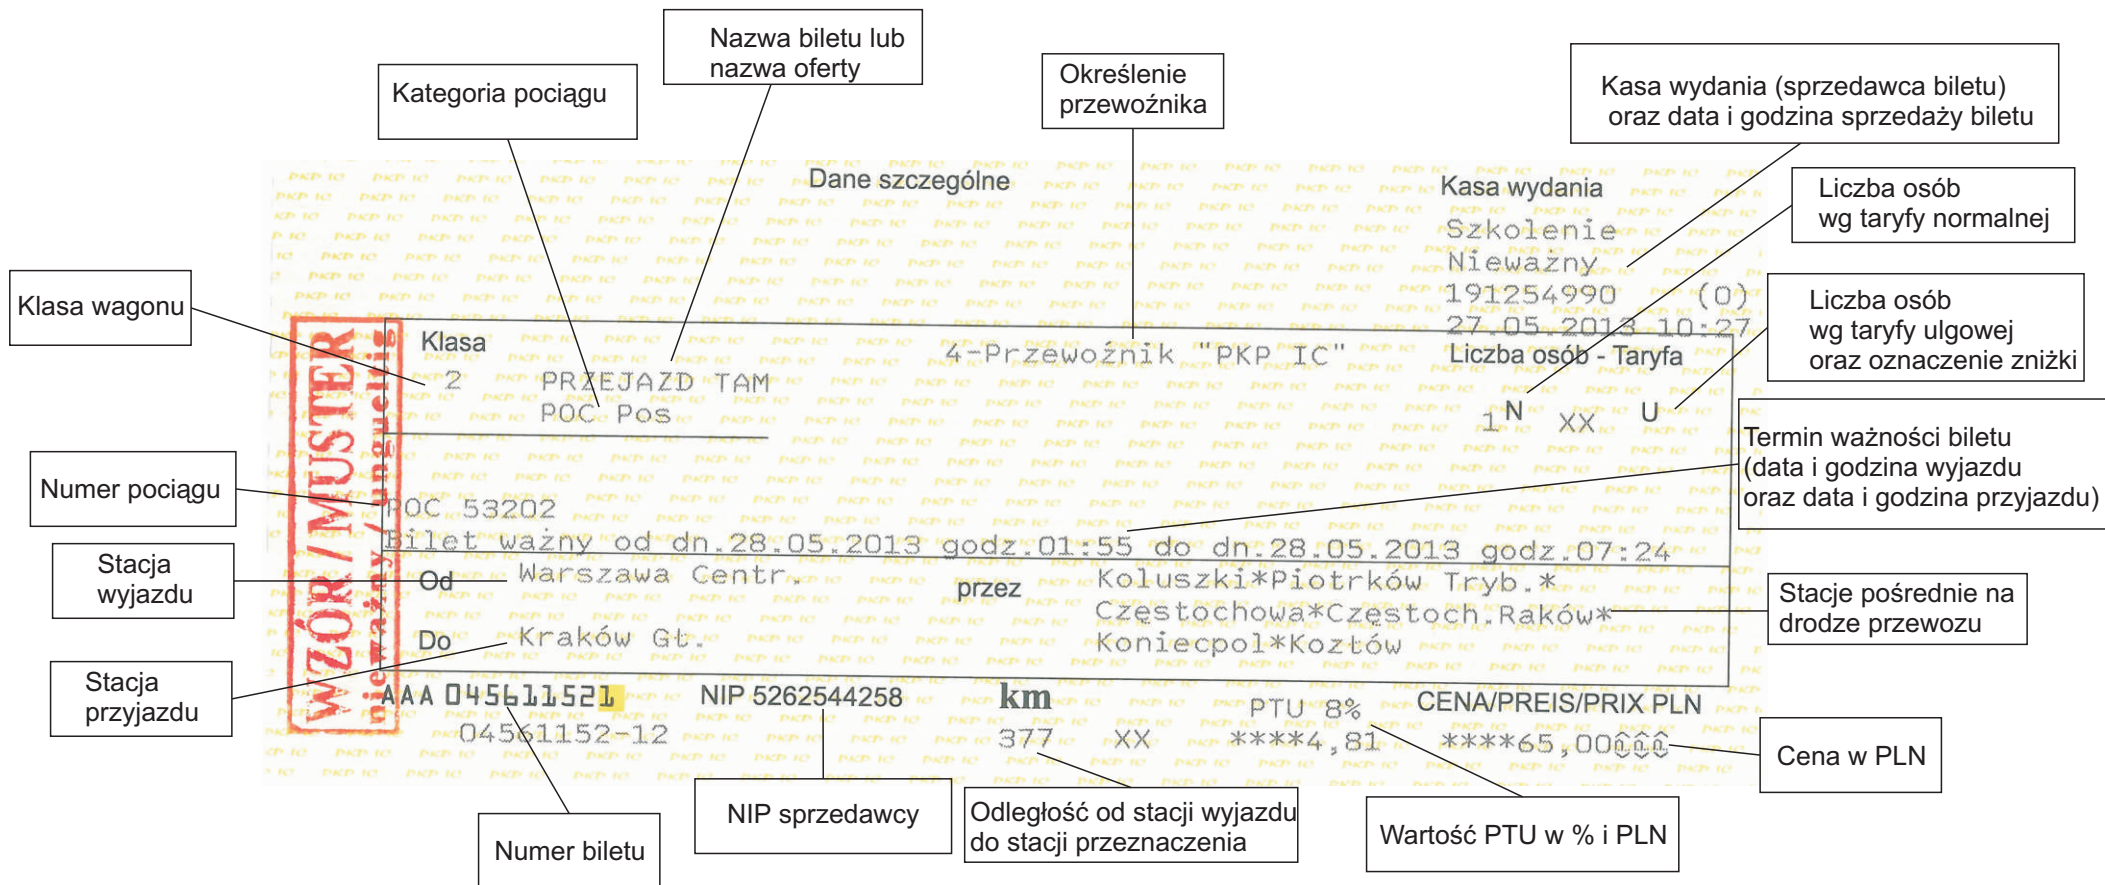 Nazwa biletu lub
nazwa oferty
Kategoria pociągu
Określenie
przewoźnika
Kasa wydania (sprzedawca biletu)
oraz data i godzina sprzedaży biletu
Dane szczególne
Kasa wydania
Szkolenie
Nieważny
191254990 (0)
27.05.2013 10:27
Liczba osób
wg taryfy normalnej
Klasa wagonu
Liczba osób
wg taryfy ulgowej
oraz oznaczenie zniżki
WZÓR / MUSTER
nieważny / ungueltig
Klasa
4-Przewoźnik "PKP IC"
Liczba osób - Taryfa
2 PRZEJAZD TAM
POC Pos
1 N XX U
Termin ważności biletu
(data i godzina wyjazdu
oraz data i godzina przyjazdu)
Numer pociągu
POC 53202
Bilet ważny od dn.28.05.2013 godz.01:55 do dn.28.05.2013 godz.07:24
Stacja
wyjazdu
Od Warszawa Centr.
przez
Koluszki*Piotrków Tryb.*
Częstochowa*Częstoch.Raków*
Koniecpol*Kozłów
Stacje pośrednie na
drodze przewozu
Do Kraków Gł.
Stacja
przyjazdu
AAA 045611521
NIP 5262544258
km
PTU 8%
CENA/PREIS/PRIX PLN
04561152-12
377 XX ****4,81 ****65,00
Cena w PLN
NIP sprzedawcy
Odległość od stacji wyjazdu
do stacji przeznaczenia
Wartość PTU w % i PLN
Numer biletu